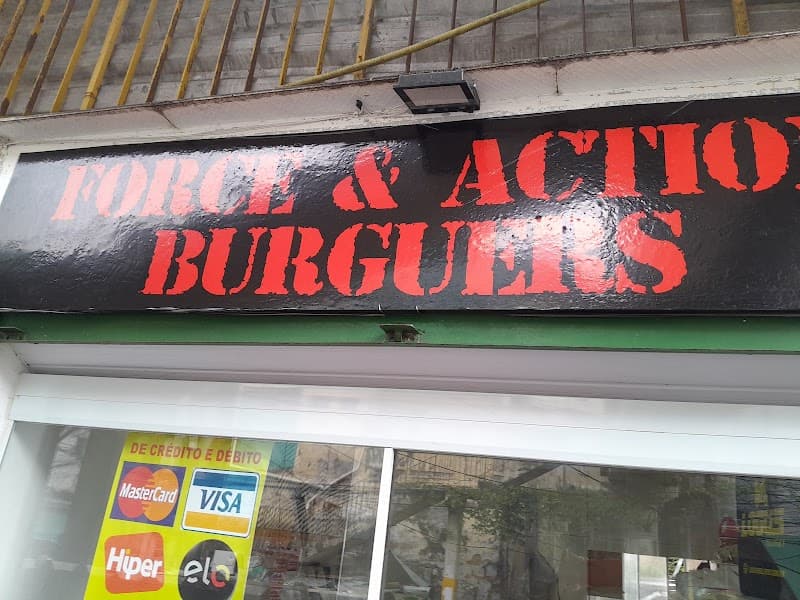 FORCE & ACTIO
BURGUERS
DE CRÉDITO E DÉBITO
MasterCard
VISA
Hiper
elo